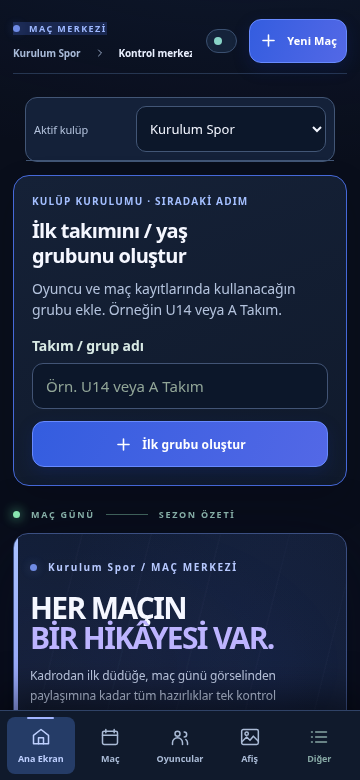 MAÇ MERKEZİ
Kurulum Spor > Kontrol merkez
Yeni Maç
Aktif kulüp
Kurulum Spor
KULÜP KURULUMU · SIRADAKİ ADIM
İlk takımını / yaş
grubunu oluştur
Oyuncu ve maç kayıtlarında kullanacağın
grubu ekle. Örneğin U14 veya A Takım.
Takım / grup adı
Örn. U14 veya A Takım
İlk grubu oluştur
MAÇ GÜNÜ
SEZON ÖZETİ
Kurulum Spor / MAÇ MERKEZİ
HER MAÇIN
BİR HİKÂYESİ VAR.
Kadrodan ilk düdüğe, maç günü görselinden
paylaşımına kadar tüm hazırlıklar tek kontrol
Ana Ekran
Maç
Oyuncular
Afiş
Diğer